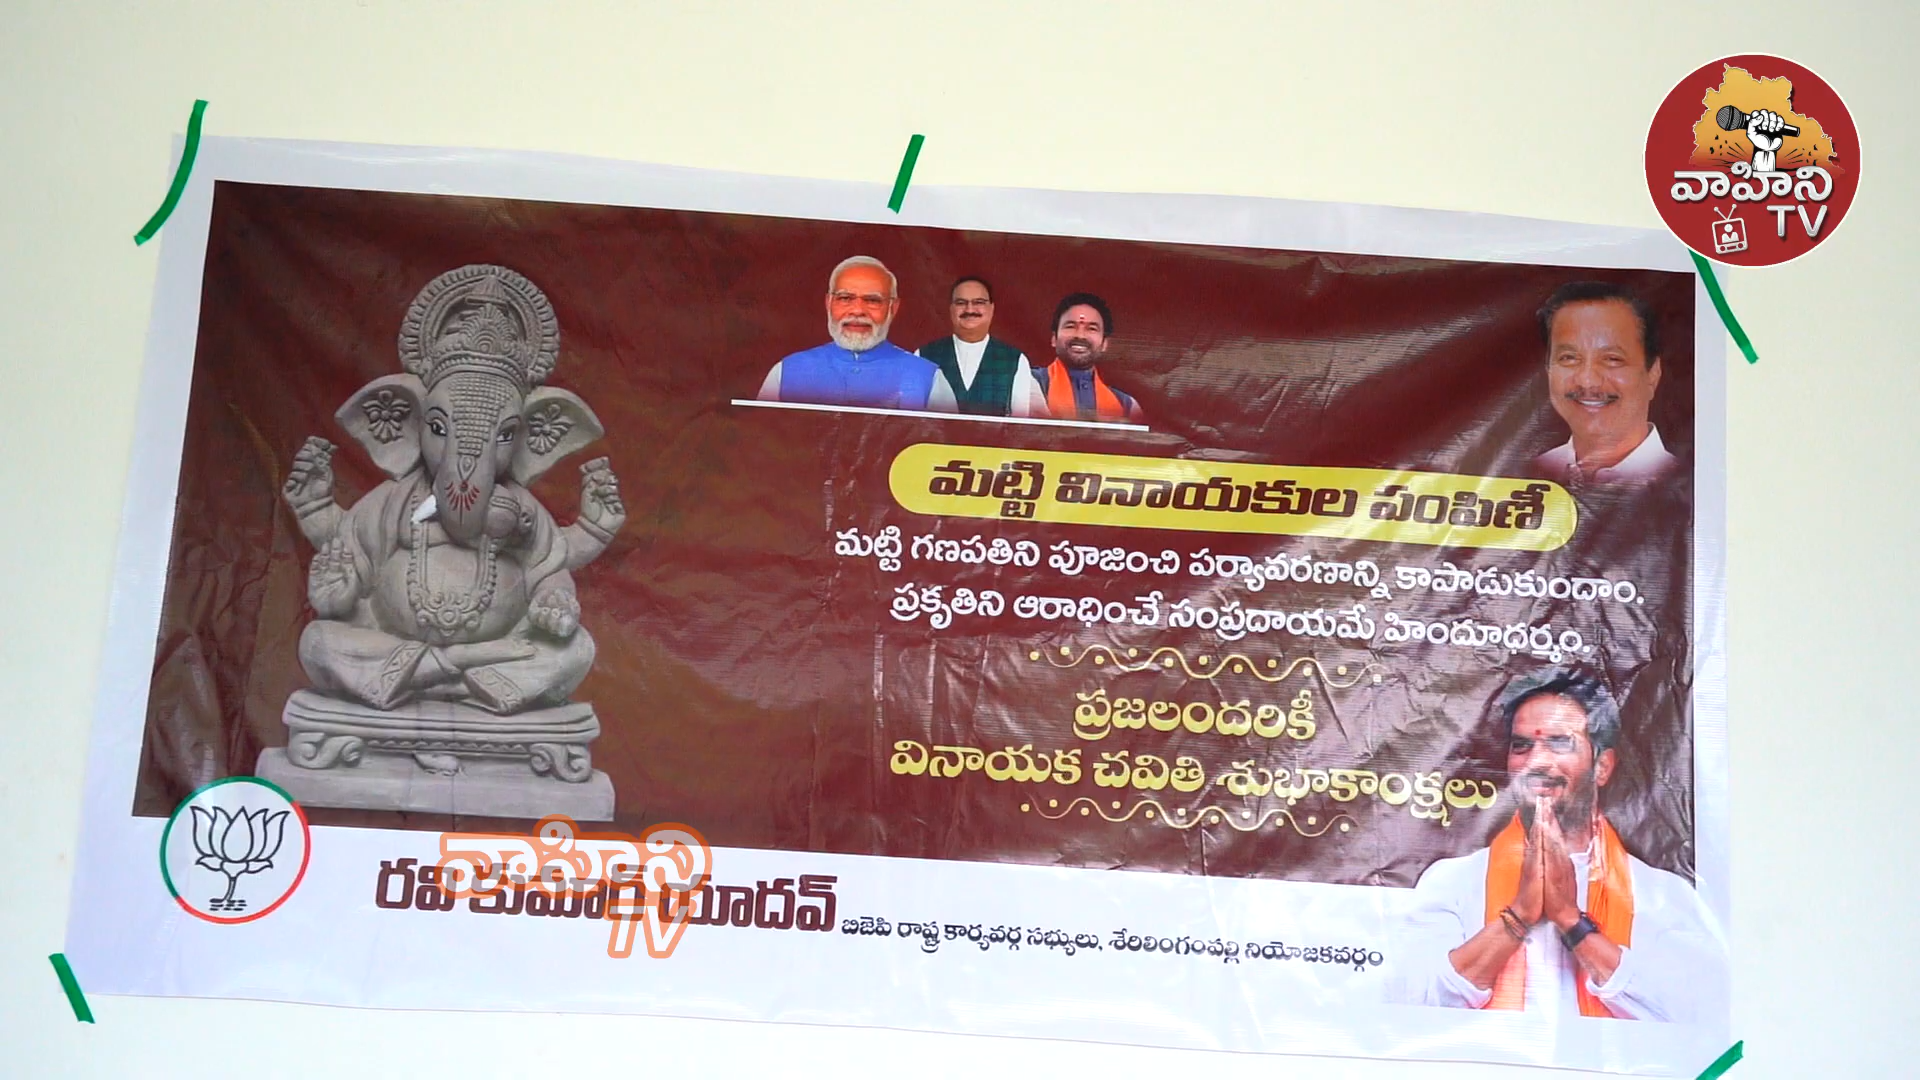 వాహిని
TV
మట్టి వినాయకుల పంపిణీ
మట్టి గణపతిని పూజించి పర్యావరణాన్ని కాపాడుకుందాం.
ప్రకృతిని ఆరాధించే సంప్రదాయమే హిందూధర్మం.
ప్రజలందరికీ
వినాయక చవితి శుభాకాంక్షలు
వాహిని
TV
రవి కుమార్ యాదవ్ బిజెపి రాష్ట్ర కార్యవర్గ సభ్యులు, శేరిలింగంపల్లి నియోజకవర్గం